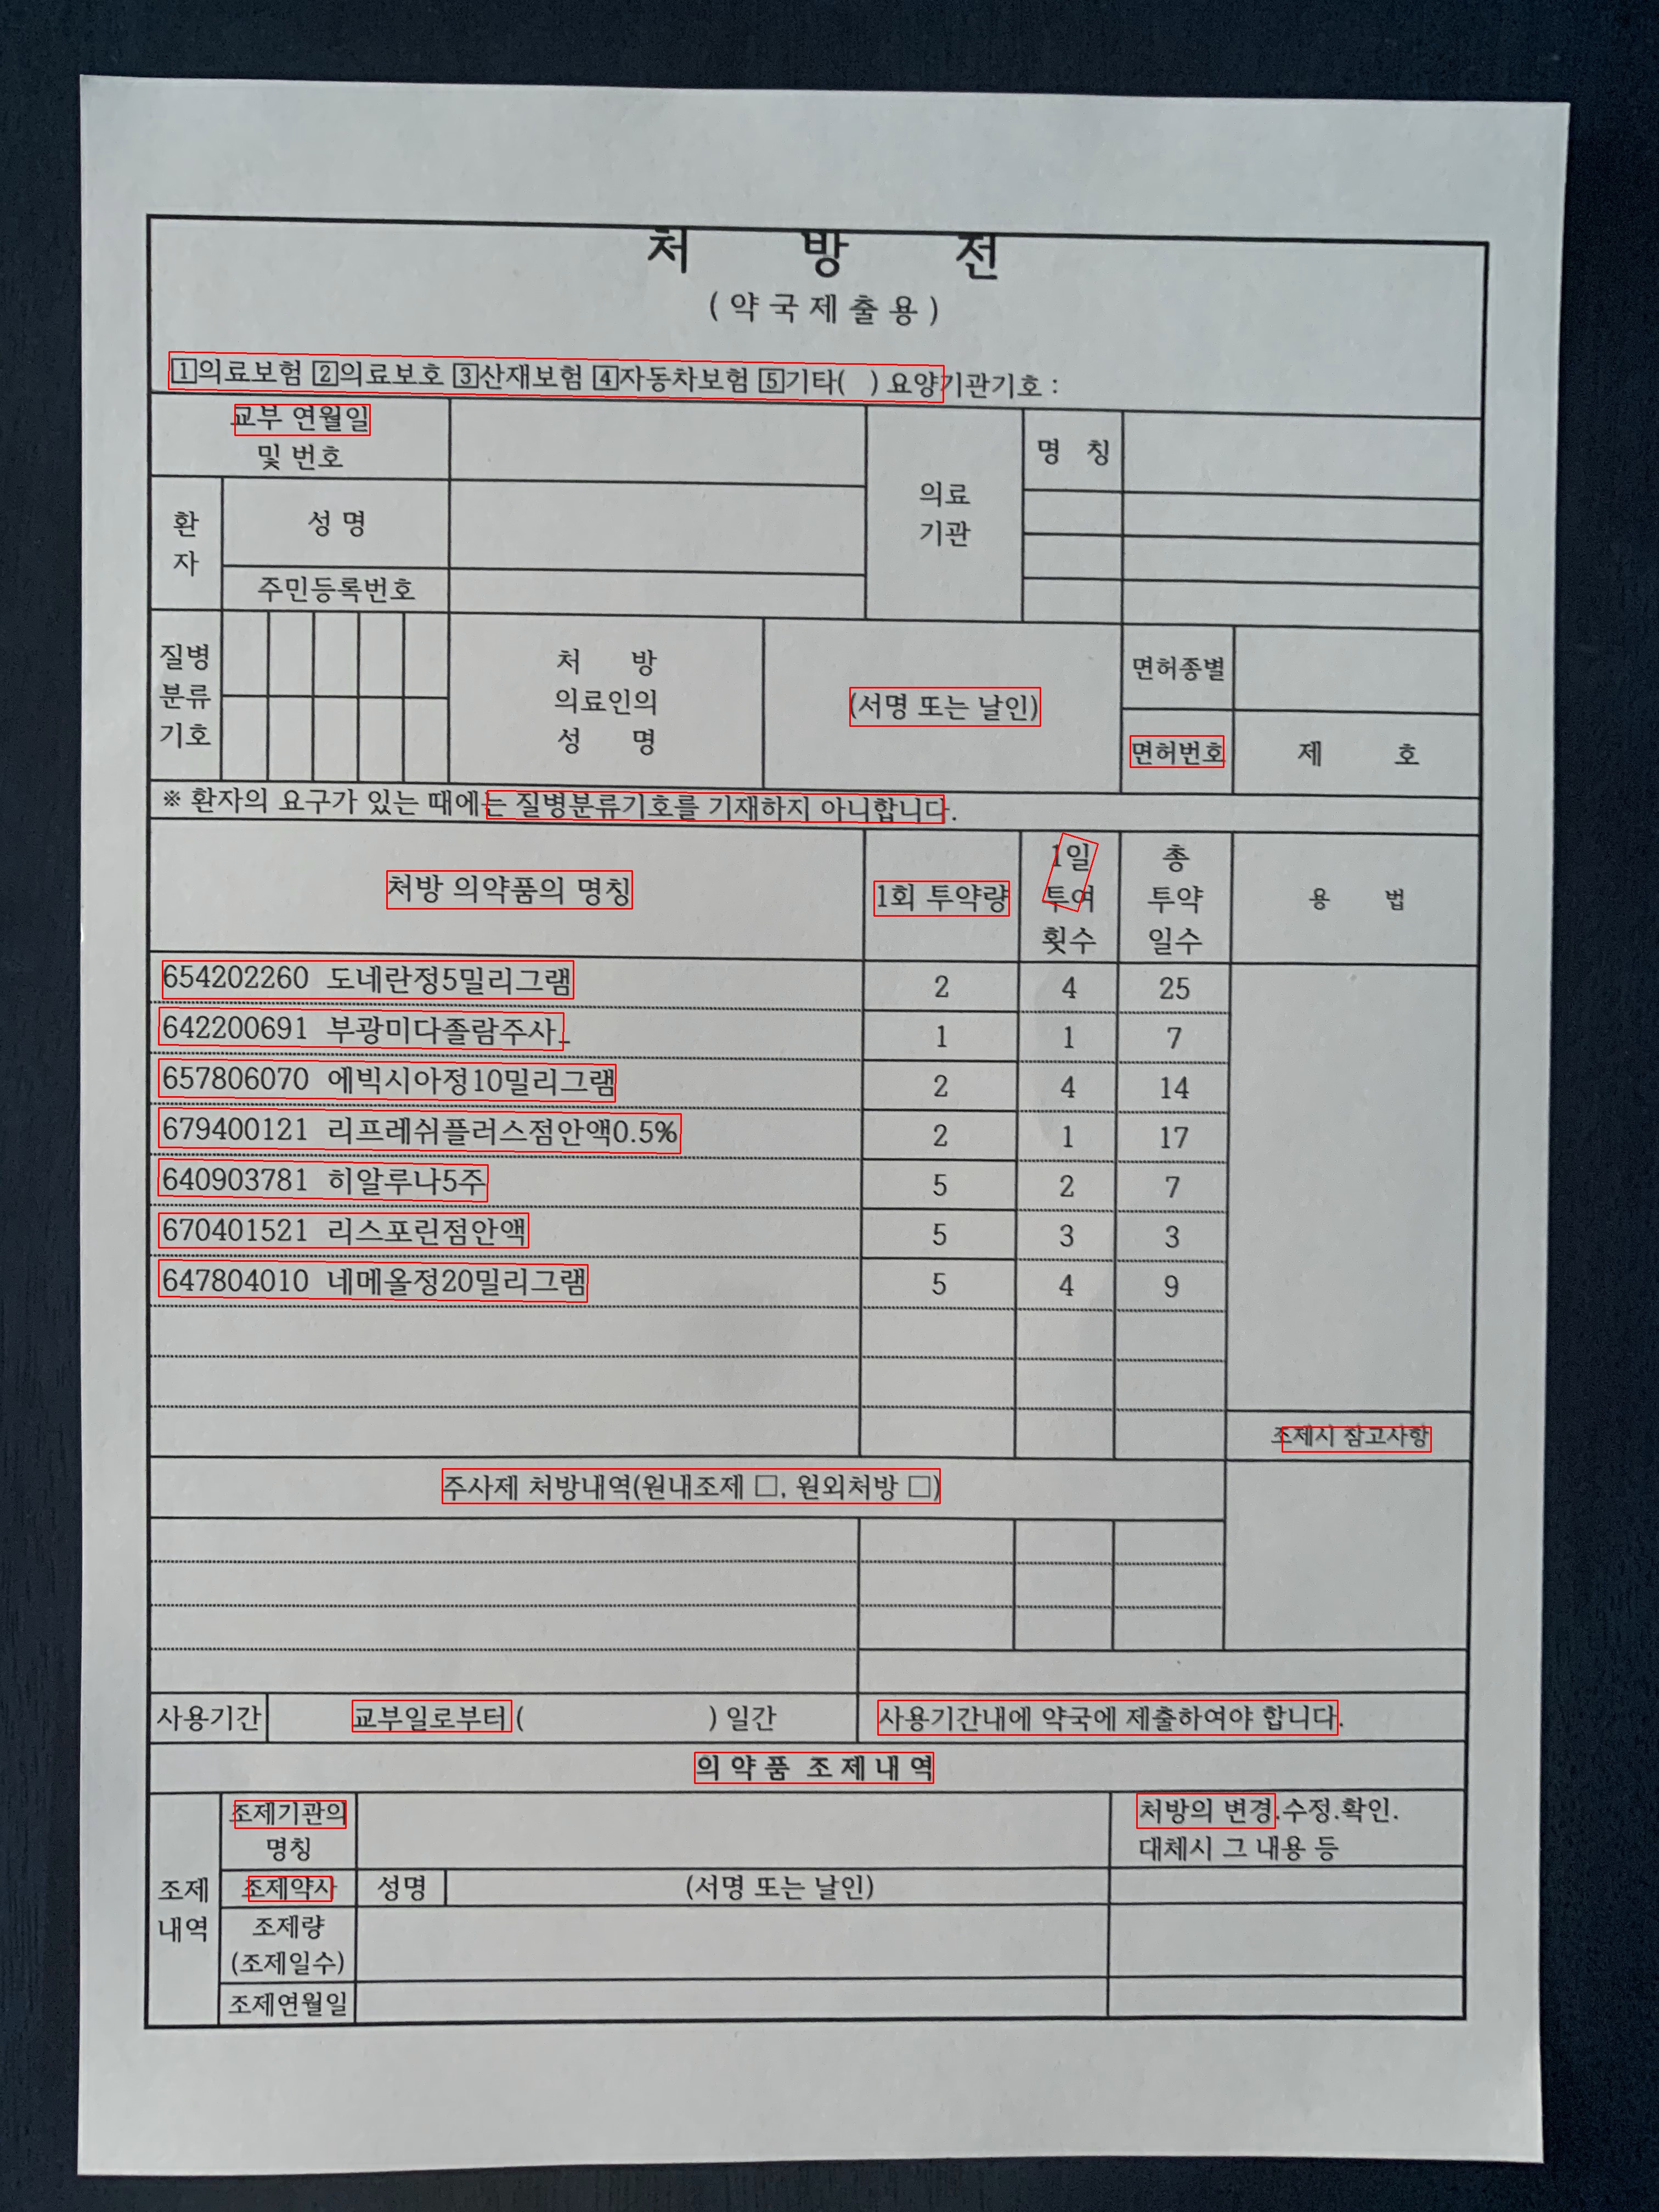 처 방 전
(약국제출용)
1의료보험 2의료보호 3산재보험 4자동차보험 5기타( ) 요양기관기호 :
교부 연월일
및 번호
의료
기관
명 칭
환
자
성 명
주민등록번호
질병
분류
기호
처 방
의료인의
성 명
(서명 또는 날인)
면허종별
면허번호
제 호
※ 환자의 요구가 있는 때에는 질병분류기호를 기재하지 아니합니다.
처방 의약품의 명칭
1회 투약량
1일
투여
횟수
총
투약
일수
용 법
654202260 도네란정5밀리그램 2 4 25
642200691 부광미다졸람주사_ 1 1 7
657806070 에빅시아정10밀리그램 2 4 14
679400121 리프레쉬플러스점안액0.5% 2 1 17
640903781 히알루나5주 5 2 7
670401521 리스포린점안액 5 3 3
647804010 네메올정20밀리그램 5 4 9
조제시 참고사항
주사제 처방내역(원내조제 □, 원외처방 □)
사용기간 교부일로부터 ( ) 일간 사용기간내에 약국에 제출하여야 합니다.
의 약 품 조 제 내 역
조제
내역
조제기관의
명칭
처방의 변경.수정.확인.
대체시 그 내용 등
조제약사 성명 (서명 또는 날인)
조제량
(조제일수)
조제연월일